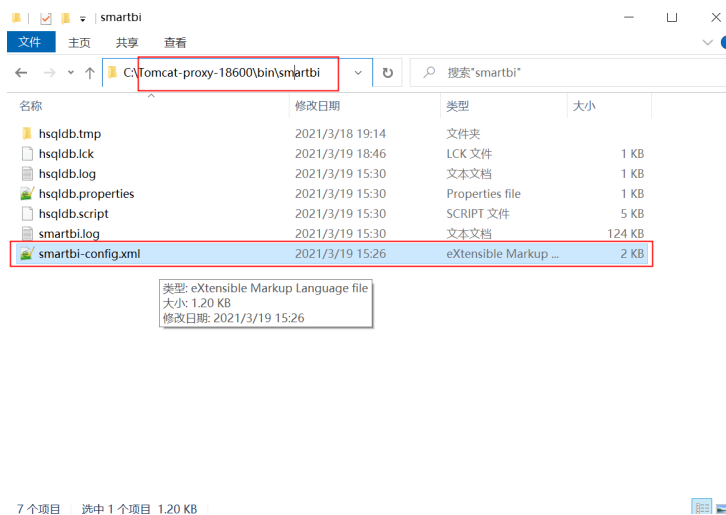 smartbi
文件 主页 共享 查看
C:\Tomcat-proxy-18600\bin\smartbi 搜索"smartbi"
名称 修改日期 类型 大小
hsqldb.tmp 2021/3/18 19:14 文件夹
hsqldb.lck 2021/3/19 18:46 LCK 文件 1 KB
hsqldb.log 2021/3/19 15:30 文本文档 1 KB
hsqldb.properties 2021/3/19 15:30 Properties file 1 KB
hsqldb.script 2021/3/19 15:30 SCRIPT 文件 5 KB
smartbi.log 2021/3/19 15:30 文本文档 124 KB
smartbi-config.xml 2021/3/19 15:26 eXtensible Markup ... 2 KB
类型: eXtensible Markup Language file
大小: 1.20 KB
修改日期: 2021/3/19 15:26
7 个项目 选中 1 个项目 1.20 KB